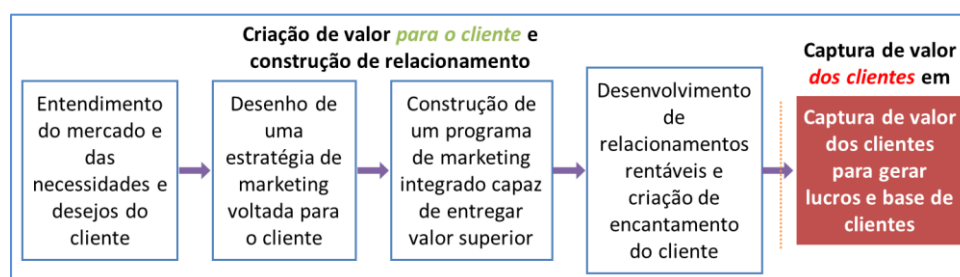 Criação de valor para o cliente e
construção de relacionamento
Captura de valor
dos clientes em
Entendimento
do mercado e
das
necessidades e
desejos do
cliente
Desenho de
uma
estratégia de
marketing
voltada para
o cliente
Construção de
um programa
de marketing
integrado capaz
de entregar
valor superior
Desenvolvimento
de
relacionamentos
rentáveis e
criação de
encantamento
do cliente
Captura de valor
dos clientes
para gerar
lucros e base de
clientes